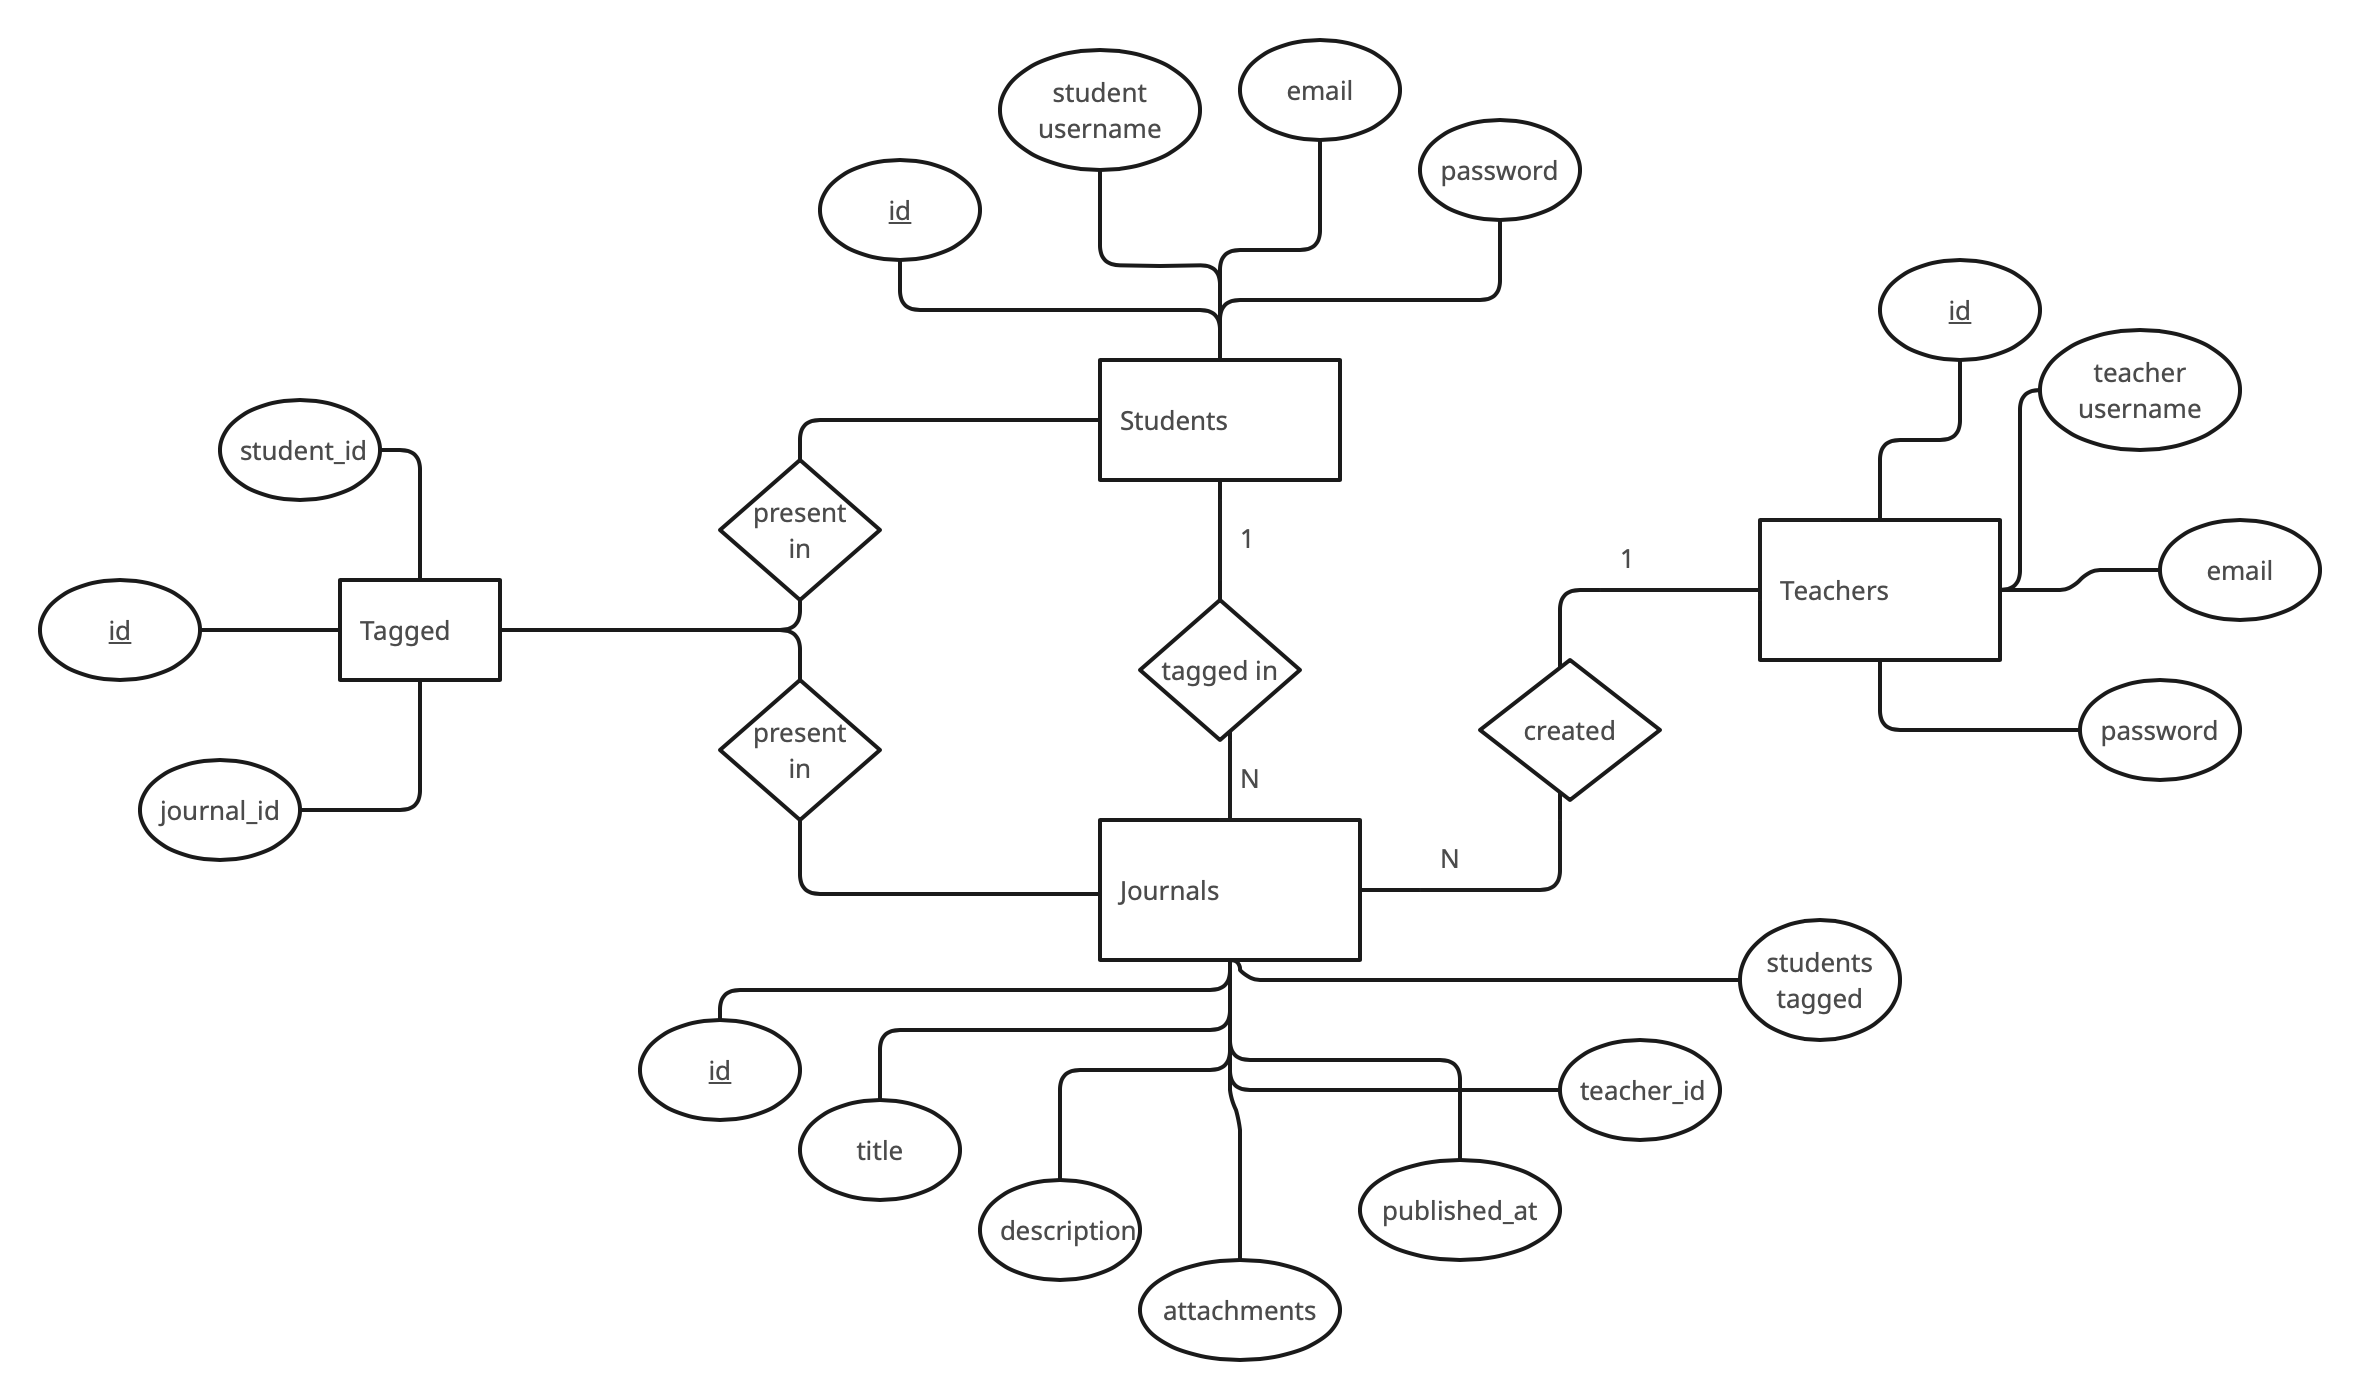 student
username
email
password
id
id
teacher
username
student_id
Students
present
in
1
1
email
Teachers
id
Tagged
tagged in
created
password
present
in
N
journal_id
N
Journals
students
tagged
id
teacher_id
title
published_at
description
attachments